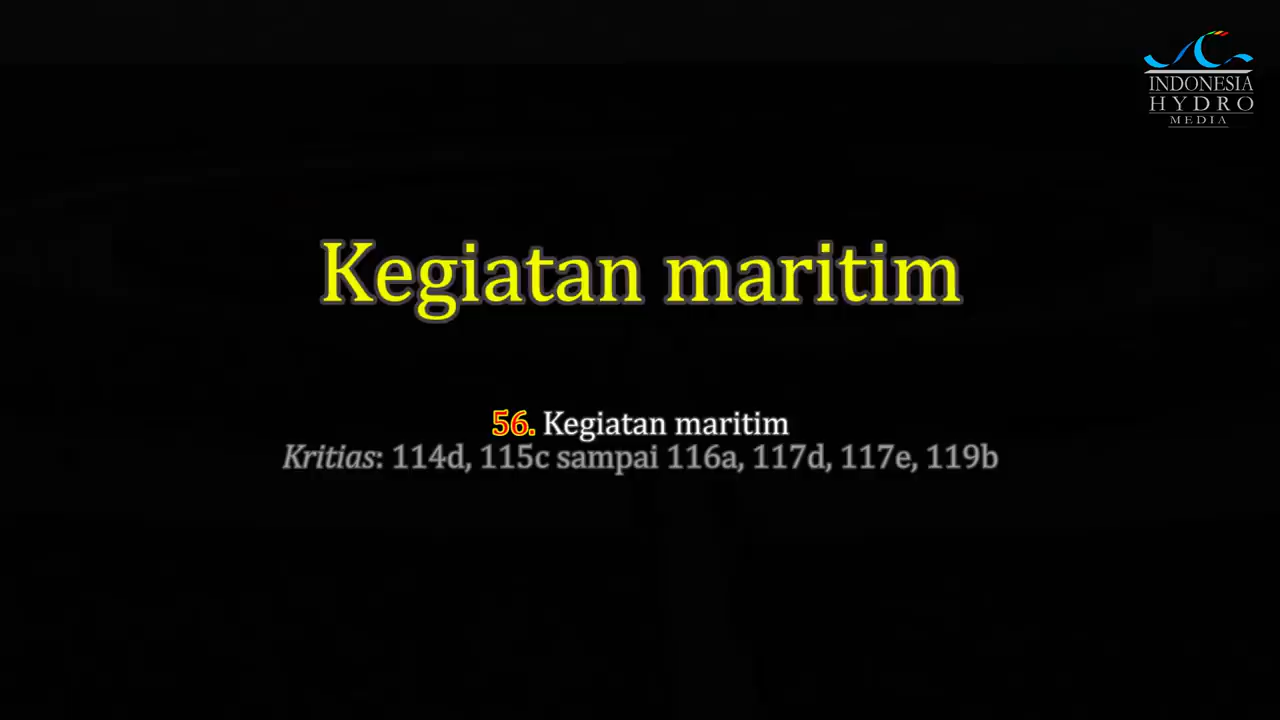 INDONESIA
HYDRO
MEDIA
Kegiatan maritim
56. Kegiatan maritim
Kritias: 114d, 115c sampai 116a, 117d, 117e, 119b